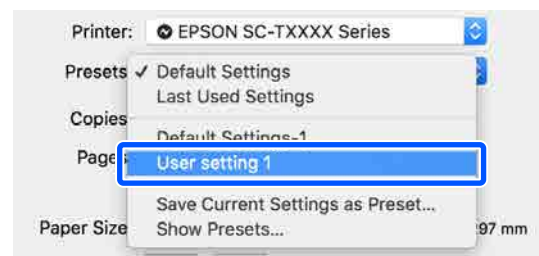 Printer: EPSON SC-TXXXX Series
Presets ✓ Default Settings
Last Used Settings
Copies
Default Settings-1
Pages
User setting 1
Save Current Settings as Preset...
Paper Size
Show Presets...
97 mm